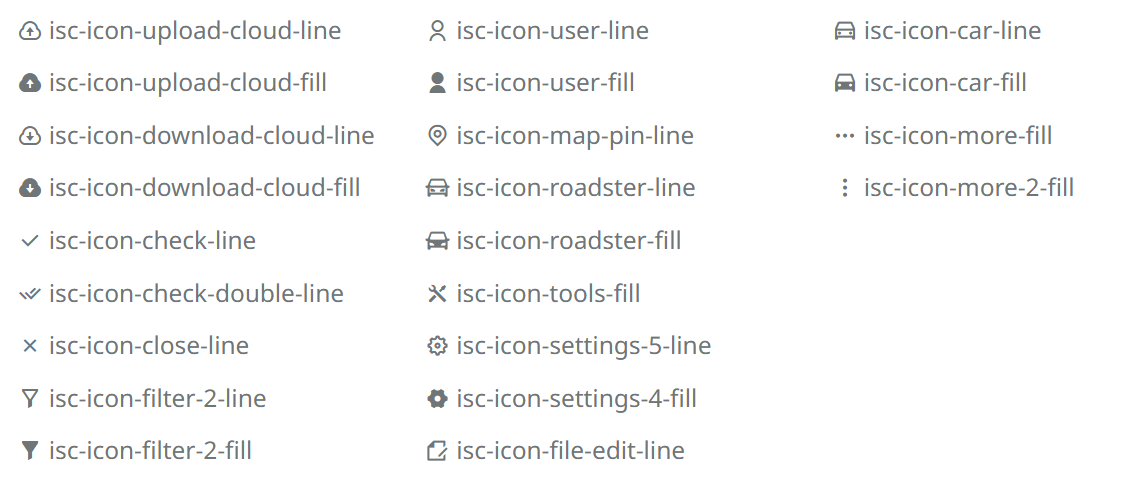 isc-icon-upload-cloud-line
isc-icon-upload-cloud-fill
isc-icon-download-cloud-line
isc-icon-download-cloud-fill
isc-icon-check-line
isc-icon-check-double-line
isc-icon-close-line
isc-icon-filter-2-line
isc-icon-filter-2-fill
isc-icon-user-line
isc-icon-user-fill
isc-icon-map-pin-line
isc-icon-roadster-line
isc-icon-roadster-fill
isc-icon-tools-fill
isc-icon-settings-5-line
isc-icon-settings-4-fill
isc-icon-file-edit-line
isc-icon-car-line
isc-icon-car-fill
isc-icon-more-fill
isc-icon-more-2-fill